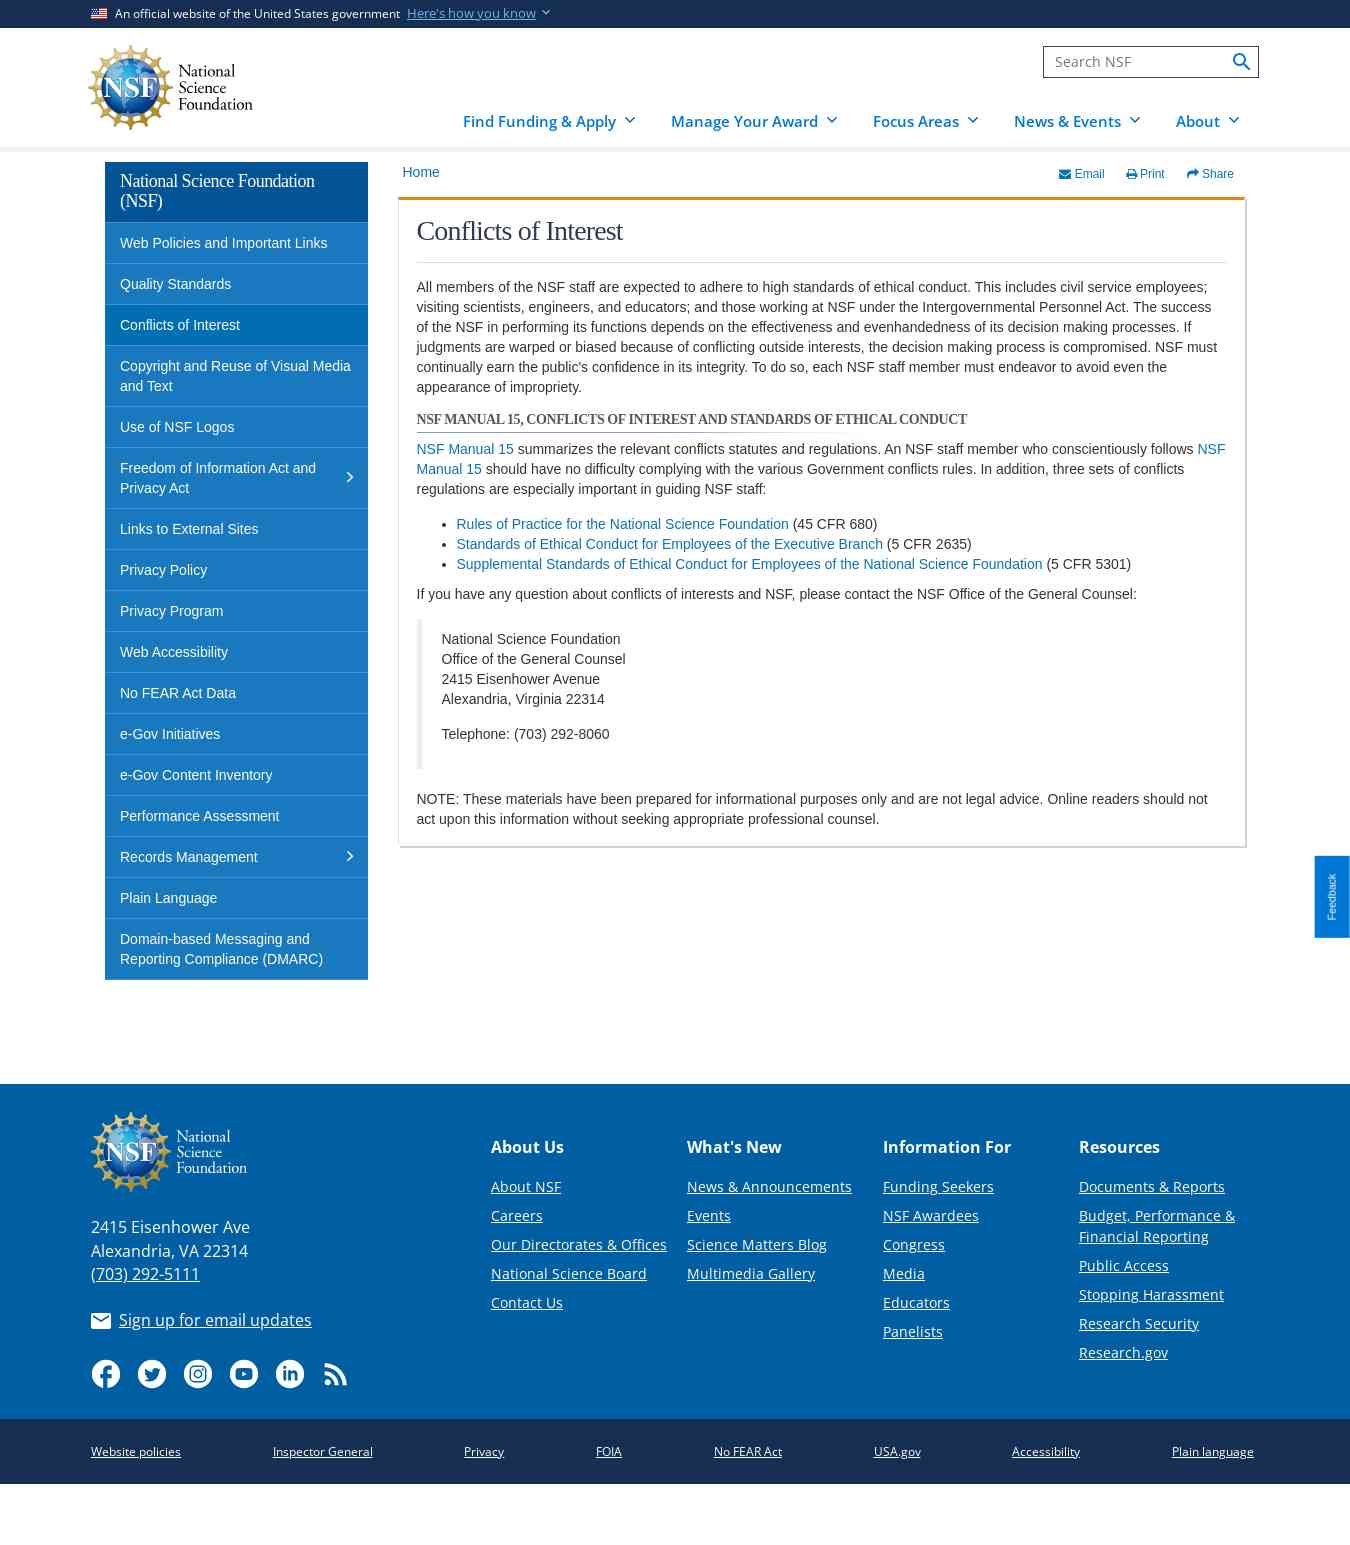 An official website of the United States government Here's how you know
NSF
National
Science
Foundation
Search NSF
Find Funding & Apply
Manage Your Award
Focus Areas
News & Events
About
National Science Foundation
(NSF)
Web Policies and Important Links
Quality Standards
Conflicts of Interest
Copyright and Reuse of Visual Media
and Text
Use of NSF Logos
Freedom of Information Act and
Privacy Act
Links to External Sites
Privacy Policy
Privacy Program
Web Accessibility
No FEAR Act Data
e-Gov Initiatives
e-Gov Content Inventory
Performance Assessment
Records Management
Plain Language
Domain-based Messaging and
Reporting Compliance (DMARC)
Home
Email
Print
Share
Conflicts of Interest
All members of the NSF staff are expected to adhere to high standards of ethical conduct. This includes civil service employees;
visiting scientists, engineers, and educators; and those working at NSF under the Intergovernmental Personnel Act. The success
of the NSF in performing its functions depends on the effectiveness and evenhandedness of its decision making processes. If
judgments are warped or biased because of conflicting outside interests, the decision making process is compromised. NSF must
continually earn the public's confidence in its integrity. To do so, each NSF staff member must endeavor to avoid even the
appearance of impropriety.
NSF MANUAL 15, CONFLICTS OF INTEREST AND STANDARDS OF ETHICAL CONDUCT
NSF Manual 15 summarizes the relevant conflicts statutes and regulations. An NSF staff member who conscientiously follows NSF
Manual 15 should have no difficulty complying with the various Government conflicts rules. In addition, three sets of conflicts
regulations are especially important in guiding NSF staff:
• Rules of Practice for the National Science Foundation (45 CFR 680)
• Standards of Ethical Conduct for Employees of the Executive Branch (5 CFR 2635)
• Supplemental Standards of Ethical Conduct for Employees of the National Science Foundation (5 CFR 5301)
If you have any question about conflicts of interests and NSF, please contact the NSF Office of the General Counsel:
National Science Foundation
Office of the General Counsel
2415 Eisenhower Avenue
Alexandria, Virginia 22314
Telephone: (703) 292-8060
NOTE: These materials have been prepared for informational purposes only and are not legal advice. Online readers should not
act upon this information without seeking appropriate professional counsel.
Feedback
NSF
National
Science
Foundation
2415 Eisenhower Ave
Alexandria, VA 22314
(703) 292-5111
Sign up for email updates
About Us
About NSF
Careers
Our Directorates & Offices
National Science Board
Contact Us
What's New
News & Announcements
Events
Science Matters Blog
Multimedia Gallery
Information For
Funding Seekers
NSF Awardees
Congress
Media
Educators
Panelists
Resources
Documents & Reports
Budget, Performance &
Financial Reporting
Public Access
Stopping Harassment
Research Security
Research.gov
Website policies
Inspector General
Privacy
FOIA
No FEAR Act
USA.gov
Accessibility
Plain language